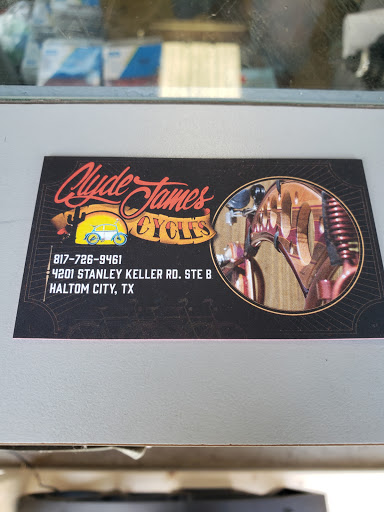 Clyde James
CYCLES
817-726-9461
4201 STANLEY KELLER RD. STE B
HALTOM CITY, TX